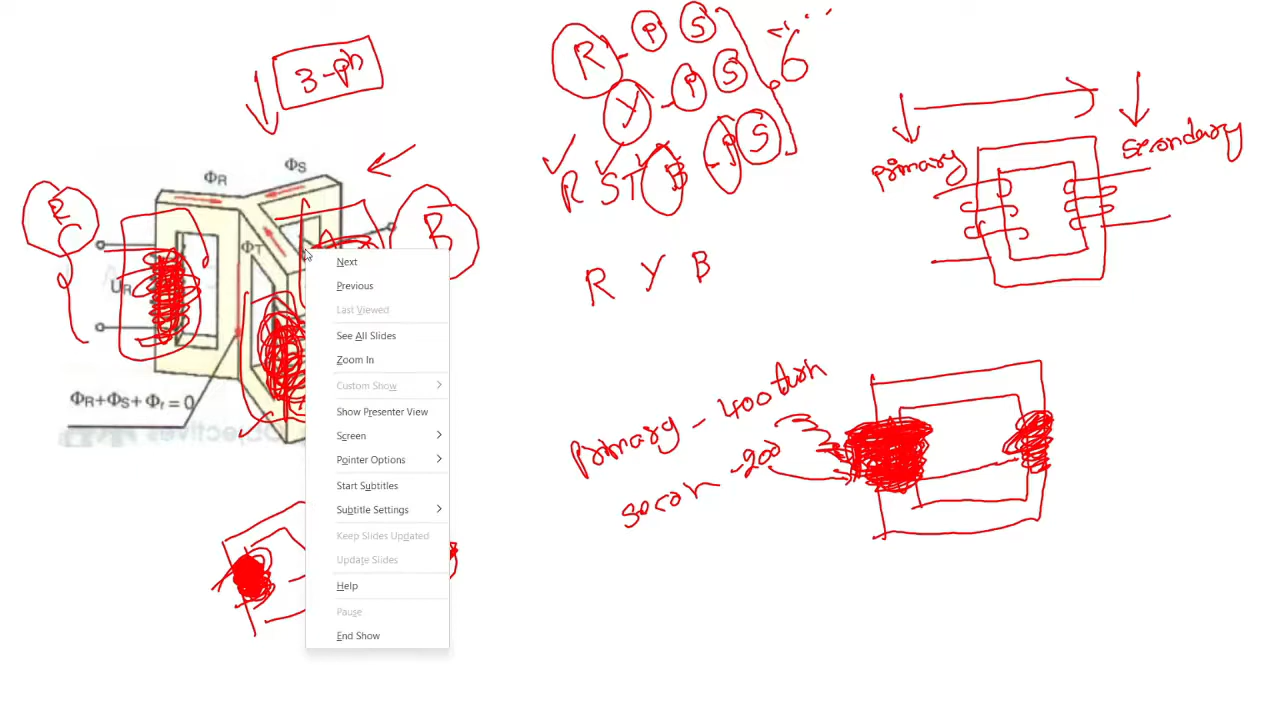 3-ph
ΦR
ΦS
R
B
ΦT
UR
ΦR+ΦS+Φr=0
R - P S
Y - P S
6
R S T B - P S
R Y B
primary
secondary
primary - 400 turn
secon - 200
Next
Previous
Last Viewed
See All Slides
Zoom In
Custom Show
Show Presenter View
Screen
Pointer Options
Start Subtitles
Subtitle Settings
Keep Slides Updated
Update Slides
Help
Pause
End Show